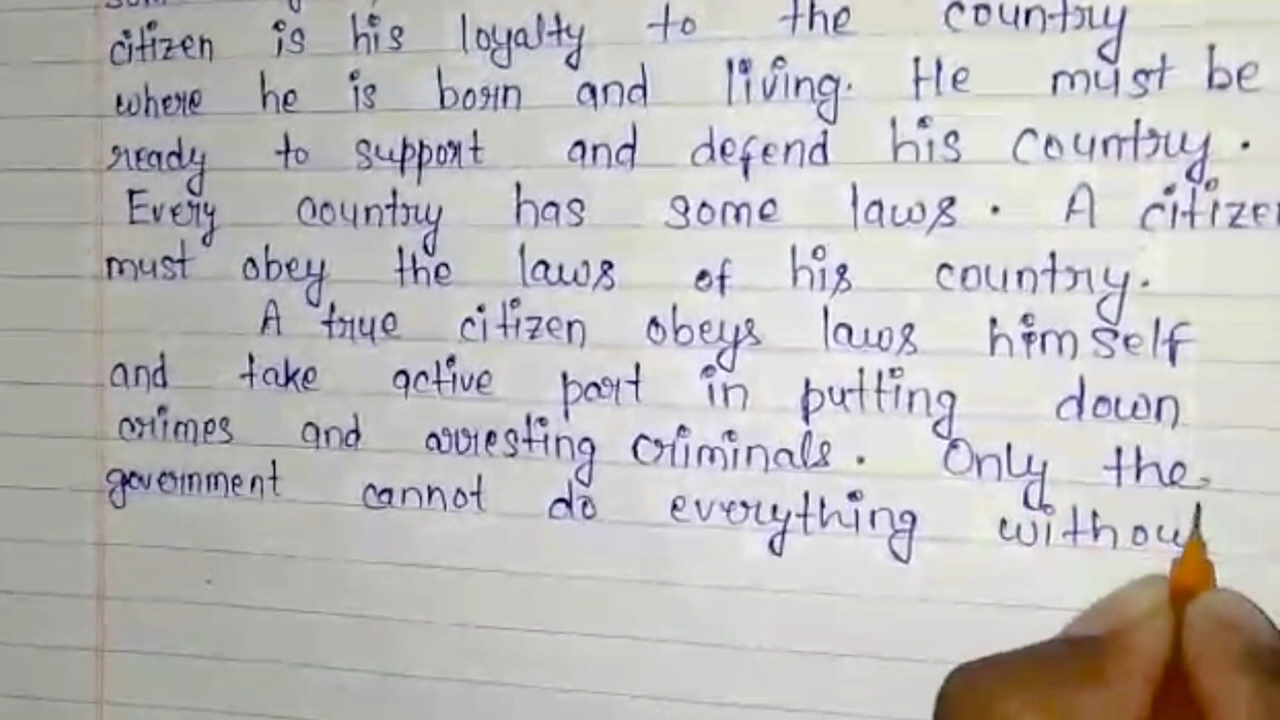 citizen is his loyalty to the country
where he is born and living. He must be
ready to support and defend his country.
Every country has some laws. A citize
must obey the laws of his country.
A true citizen obeys laws himself
and take active part in putting down
crimes and arresting criminals. Only the
government cannot do everything withou